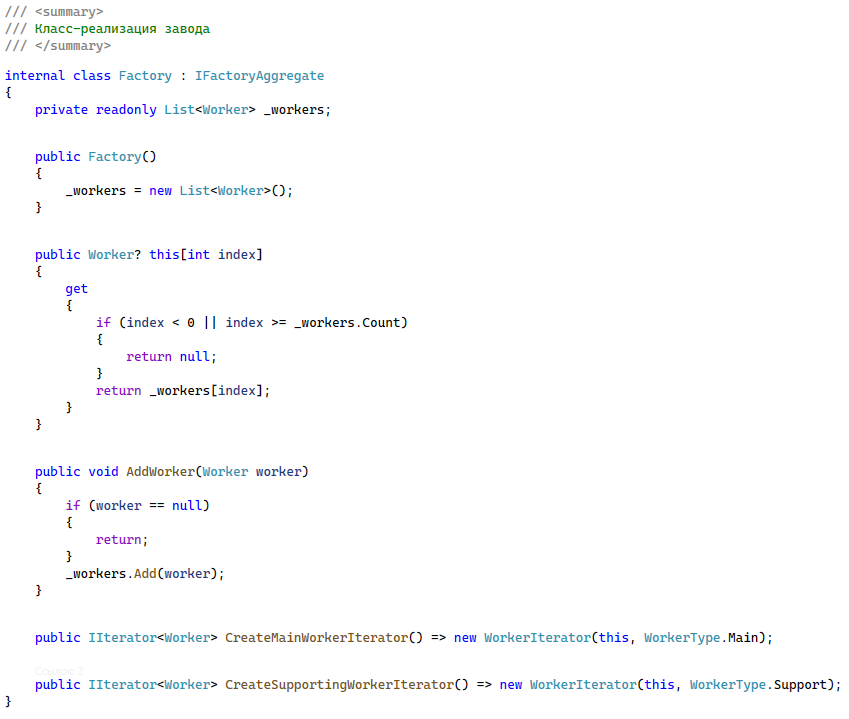 /// <summary>
/// Класс-реализация завода
/// </summary>
internal class Factory : IFactoryAggregate
{
    private readonly List<Worker> _workers;
    public Factory()
    {
        _workers = new List<Worker>();
    }
    public Worker? this[int index]
    {
        get
        {
            if (index < 0 || index >= _workers.Count)
            {
                return null;
            }
            return _workers[index];
        }
    }
    public void AddWorker(Worker worker)
    {
        if (worker == null)
        {
            return;
        }
        _workers.Add(worker);
    }
    public IIterator<Worker> CreateMainWorkerIterator() => new WorkerIterator(this, WorkerType.Main);
    public IIterator<Worker> CreateSupportingWorkerIterator() => new WorkerIterator(this, WorkerType.Support);
}